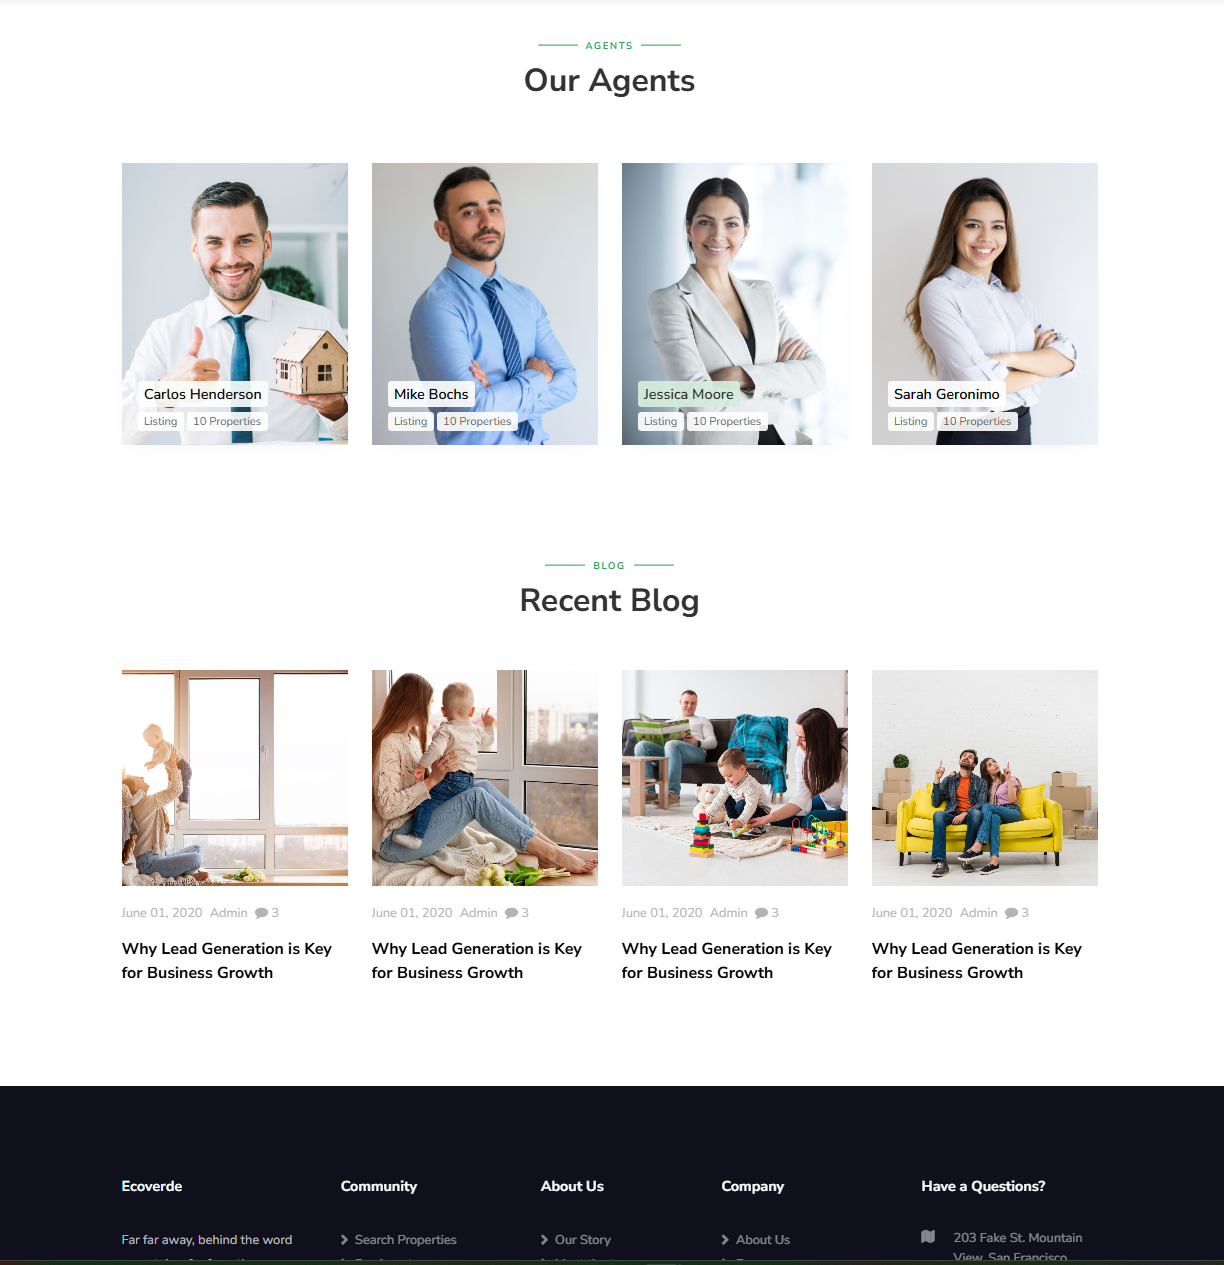 AGENTS
Our Agents
Carlos Henderson
Listing 10 Properties
Mike Bochs
Listing 10 Properties
Jessica Moore
Listing 10 Properties
Sarah Geronimo
Listing 10 Properties
BLOG
Recent Blog
June 01, 2020 Admin 3
Why Lead Generation is Key
for Business Growth
June 01, 2020 Admin 3
Why Lead Generation is Key
for Business Growth
June 01, 2020 Admin 3
Why Lead Generation is Key
for Business Growth
June 01, 2020 Admin 3
Why Lead Generation is Key
for Business Growth
Ecoverde
Far far away, behind the word
Community
Search Properties
About Us
Our Story
Company
About Us
Have a Questions?
203 Fake St. Mountain
View, San Francisco